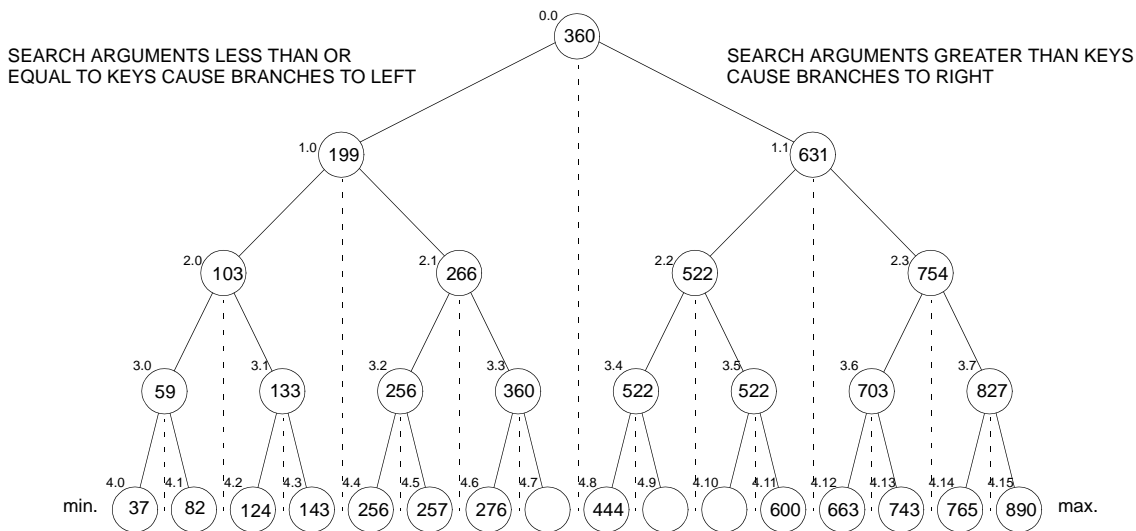 0.0
360
SEARCH ARGUMENTS LESS THAN OR
EQUAL TO KEYS CAUSE BRANCHES TO LEFT
SEARCH ARGUMENTS GREATER THAN KEYS
CAUSE BRANCHES TO RIGHT
1.0 1.1
199 631
2.0 2.1 2.2 2.3
103 266 522 754
3.0 3.1 3.2 3.3 3.4 3.5 3.6 3.7
59 133 256 360 522 522 703 827
4.0 4.1 4.2 4.3 4.4 4.5 4.6 4.7 4.8 4.9 4.10 4.11 4.12 4.13 4.14 4.15
min. 37 82 124 143 256 257 276 444 600 663 743 765 890 max.